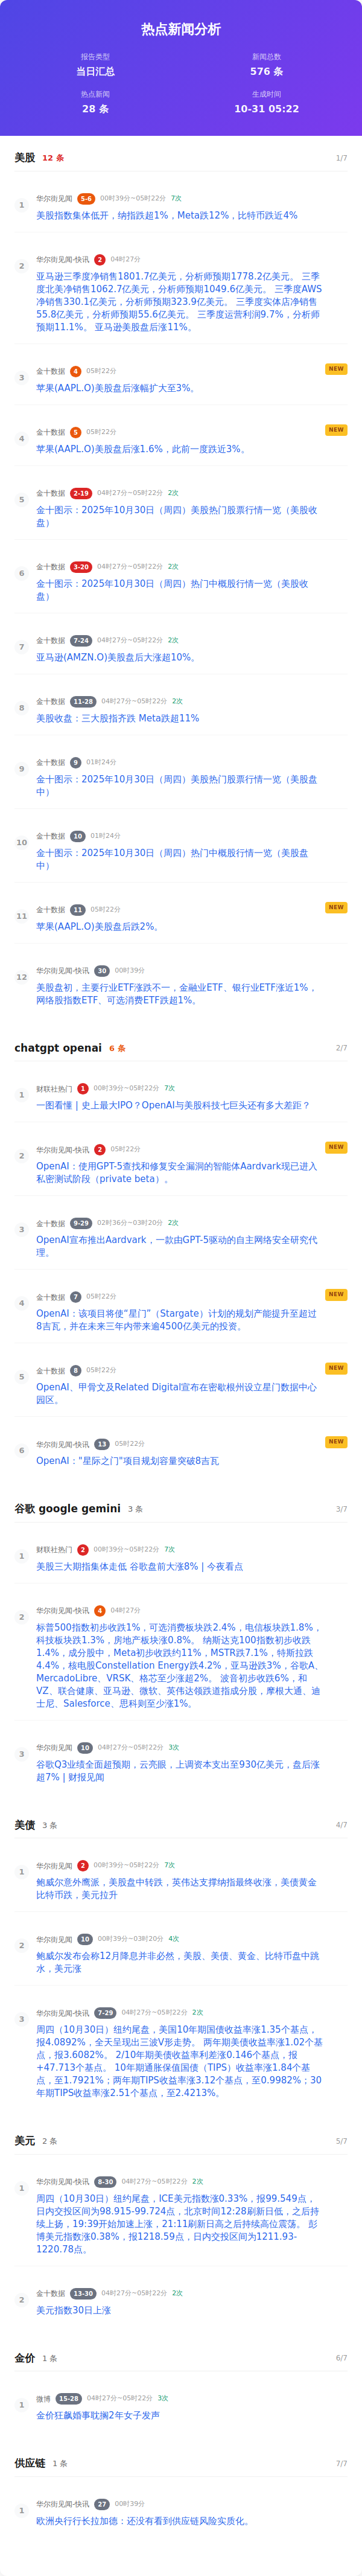 热点新闻分析
报告类型
新闻总数
当日汇总
576 条
热点新闻
生成时间
28 条
10-31 05:22
美股 12 条 1/7
1
华尔街见闻 5-6 00时39分~05时22分 7次
美股指数集体低开，纳指跌超1%，Meta跌12%，比特币跌近4%
2
华尔街见闻-快讯 2 04时27分
亚马逊三季度净销售1801.7亿美元，分析师预期1778.2亿美元。 三季
度北美净销售1062.7亿美元，分析师预期1049.6亿美元。 三季度AWS
净销售330.1亿美元，分析师预期323.9亿美元。 三季度实体店净销售
55.8亿美元，分析师预期55.6亿美元。 三季度运营利润9.7%，分析师
预期11.1%。 亚马逊美股盘后涨11%。
3
金十数据 4 05时22分
NEW
苹果(AAPL.O)美股盘后涨幅扩大至3%。
4
金十数据 5 05时22分
NEW
苹果(AAPL.O)美股盘后涨1.6%，此前一度跌近3%。
5
金十数据 2-19 04时27分~05时22分 2次
金十图示：2025年10月30日（周四）美股热门股票行情一览（美股收
盘）
6
金十数据 3-20 04时27分~05时22分 2次
金十图示：2025年10月30日（周四）热门中概股行情一览（美股收
盘）
7
金十数据 7-24 04时27分~05时22分 2次
亚马逊(AMZN.O)美股盘后大涨超10%。
8
金十数据 11-28 04时27分~05时22分 2次
美股收盘：三大股指齐跌 Meta跌超11%
9
金十数据 9 01时24分
金十图示：2025年10月30日（周四）美股热门股票行情一览（美股盘
中）
10
金十数据 10 01时24分
金十图示：2025年10月30日（周四）热门中概股行情一览（美股盘
中）
11
金十数据 11 05时22分
NEW
苹果(AAPL.O)美股盘后跌2%。
12
华尔街见闻-快讯 30 00时39分
美股盘初，主要行业ETF涨跌不一，金融业ETF、银行业ETF涨近1%，
网络股指数ETF、可选消费ETF跌超1%。
chatgpt openai 6 条 2/7
1
财联社热门 1 00时39分~05时22分 7次
一图看懂 | 史上最大IPO？OpenAI与美股科技七巨头还有多大差距？
2
华尔街见闻-快讯 2 05时22分
NEW
OpenAI：使用GPT-5查找和修复安全漏洞的智能体Aardvark现已进入
私密测试阶段（private beta）。
3
金十数据 9-29 02时36分~03时20分 2次
OpenAI宣布推出Aardvark，一款由GPT-5驱动的自主网络安全研究代
理。
4
金十数据 7 05时22分
NEW
OpenAI：该项目将使“星门”（Stargate）计划的规划产能提升至超过
8吉瓦，并在未来三年内带来逾4500亿美元的投资。
5
金十数据 8 05时22分
NEW
OpenAI、甲骨文及Related Digital宣布在密歇根州设立星门数据中心
园区。
6
华尔街见闻-快讯 13 05时22分
NEW
OpenAI："星际之门"项目规划容量突破8吉瓦
谷歌 google gemini 3 条 3/7
1
财联社热门 2 00时39分~05时22分 7次
美股三大期指集体走低 谷歌盘前大涨8% | 今夜看点
2
华尔街见闻-快讯 4 04时27分
标普500指数初步收跌1%，可选消费板块跌2.4%，电信板块跌1.8%，
科技板块跌1.3%，房地产板块涨0.8%。 纳斯达克100指数初步收跌
1.4%，成分股中，Meta初步收跌约11%，MSTR跌7.1%，特斯拉跌
4.4%，核电股Constellation Energy跌4.2%，亚马逊跌3%，谷歌A、
MercadoLibre、VRSK、格芯至少涨超2%。 波音初步收跌6%，和
VZ、联合健康、亚马逊、微软、英伟达领跌道指成分股，摩根大通、迪
士尼、Salesforce、思科则至少涨1%。
3
华尔街见闻 10 04时27分~05时22分 3次
谷歌Q3业绩全面超预期，云亮眼，上调资本支出至930亿美元，盘后涨
超7% | 财报见闻
美债 3 条 4/7
1
华尔街见闻 2 00时39分~05时22分 7次
鲍威尔意外鹰派，美股盘中转跌，英伟达支撑纳指最终收涨，美债黄金
比特币跌，美元拉升
2
华尔街见闻 10 00时39分~03时20分 4次
鲍威尔发布会称12月降息并非必然，美股、美债、黄金、比特币盘中跳
水，美元涨
3
华尔街见闻-快讯 7-29 04时27分~05时22分 2次
周四（10月30日）纽约尾盘，美国10年期国债收益率涨1.35个基点，
报4.0892%，全天呈现出三波V形走势。 两年期美债收益率涨1.02个基
点，报3.6082%。 2/10年期美债收益率利差涨0.146个基点，报
+47.713个基点。 10年期通胀保值国债（TIPS）收益率涨1.84个基
点，至1.7921%；两年期TIPS收益率涨3.12个基点，至0.9982%；30
年期TIPS收益率涨2.51个基点，至2.4213%。
美元 2 条 5/7
1
华尔街见闻-快讯 8-30 04时27分~05时22分 2次
周四（10月30日）纽约尾盘，ICE美元指数涨0.33%，报99.549点，
日内交投区间为98.915-99.724点，北京时间12:28刷新日低，之后持
续上扬，19:39开始加速上涨，21:11刷新日高之后持续高位震荡。 彭
博美元指数涨0.38%，报1218.59点，日内交投区间为1211.93-
1220.78点。
2
金十数据 13-30 04时27分~05时22分 2次
美元指数30日上涨
金价 1 条 6/7
1
微博 15-28 04时27分~05时22分 3次
金价狂飙婚事耽搁2年女子发声
供应链 1 条 7/7
1
华尔街见闻-快讯 27 00时39分
欧洲央行行长拉加德：还没有看到供应链风险实质化。